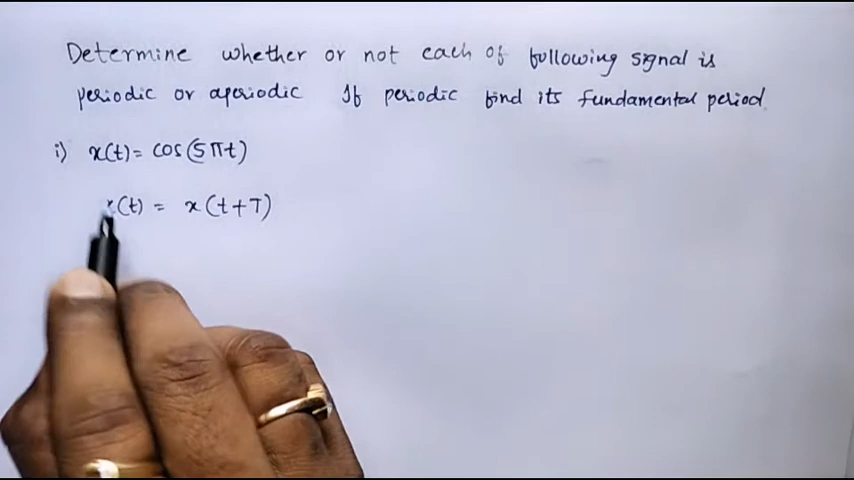 Determine whether or not each of following signal is
periodic or aperiodic If periodic find its fundamental period.
i) x(t) = cos(5πt)
x(t) = x(t+T)